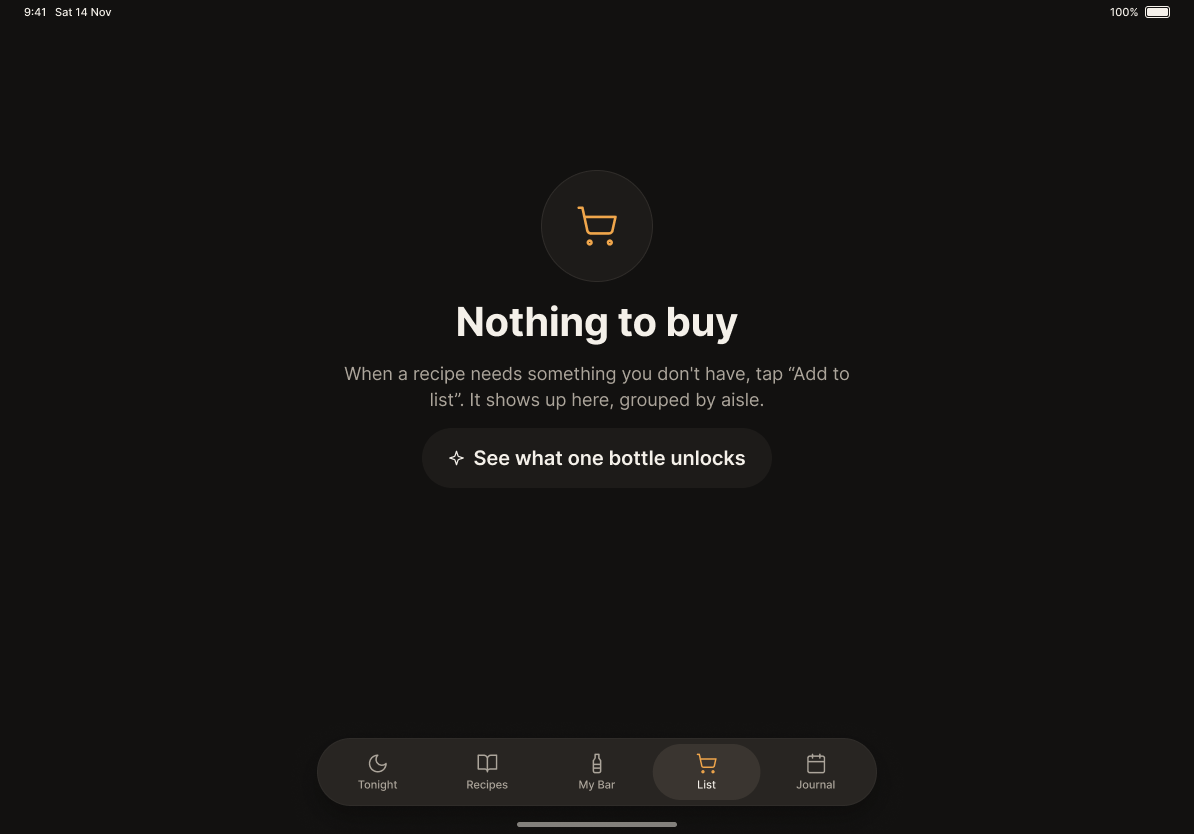 9:41 Sat 14 Nov
100%
Nothing to buy
When a recipe needs something you don't have, tap “Add to
list”. It shows up here, grouped by aisle.
See what one bottle unlocks
Tonight
Recipes
My Bar
List
Journal